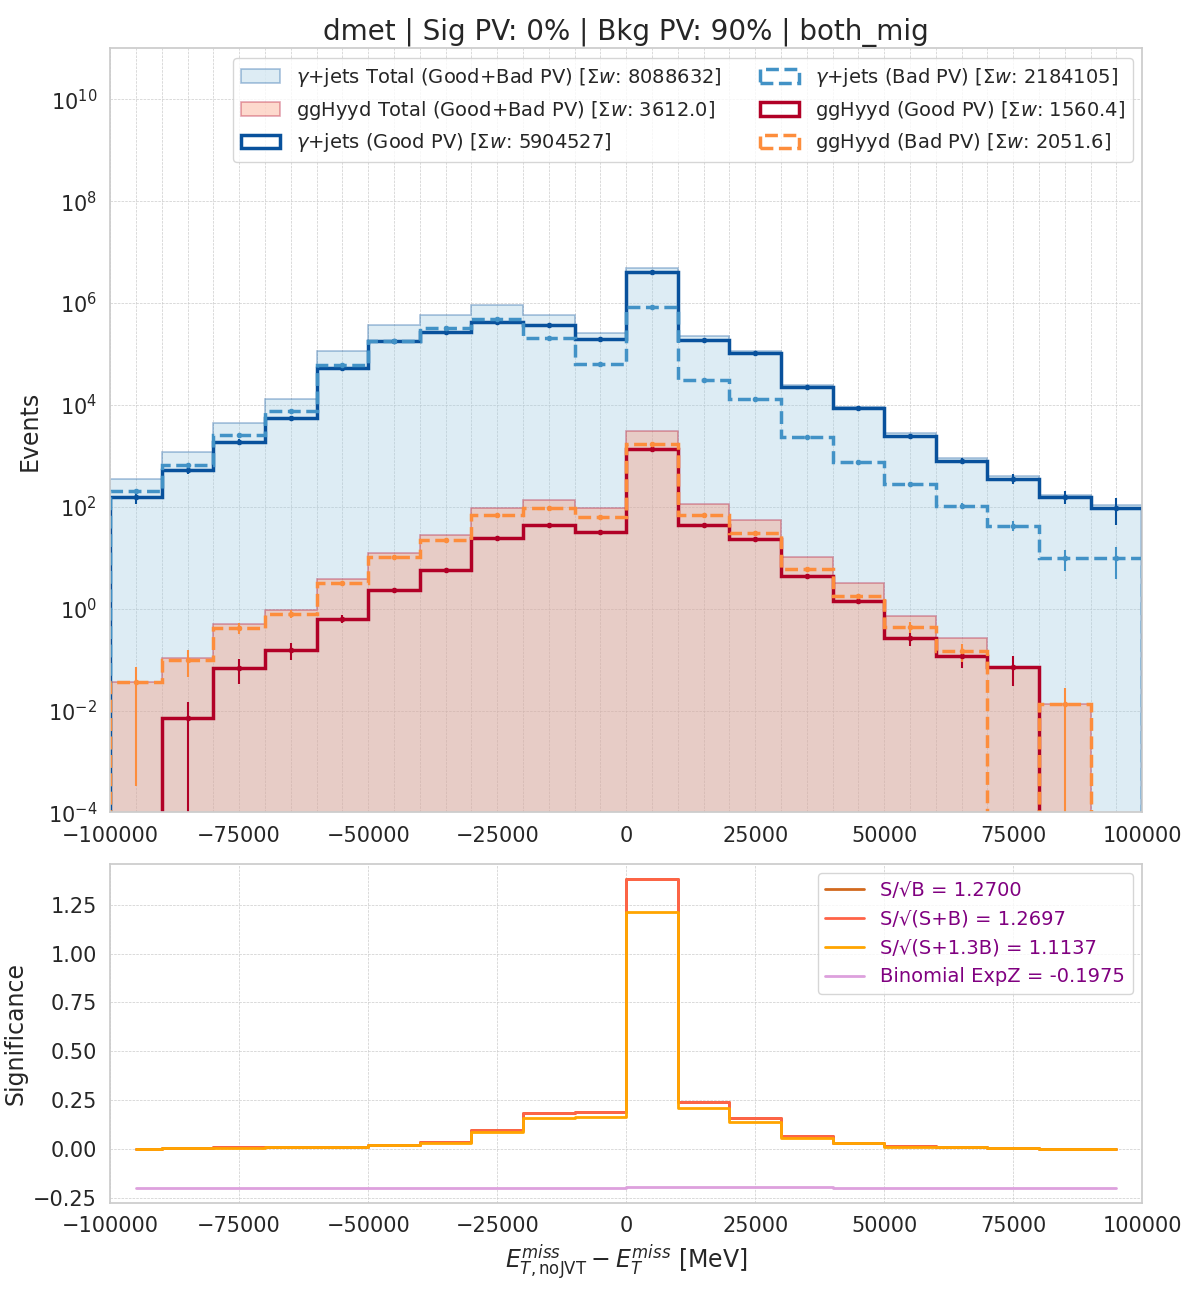 dmet | Sig PV: 0% | Bkg PV: 90% | both_mig
γ+jets Total (Good+Bad PV) [Σw: 8088632]
ggHyyd Total (Good+Bad PV) [Σw: 3612.0]
γ+jets (Good PV) [Σw: 5904527]
γ+jets (Bad PV) [Σw: 2184105]
ggHyyd (Good PV) [Σw: 1560.4]
ggHyyd (Bad PV) [Σw: 2051.6]
Events
10^10
10^8
10^6
10^4
10^2
10^0
10^−2
10^−4
−100000 −75000 −50000 −25000 0 25000 50000 75000 100000
S/√B = 1.2700
S/√(S+B) = 1.2697
S/√(S+1.3B) = 1.1137
Binomial ExpZ = -0.1975
Significance
1.25
1.00
0.75
0.50
0.25
0.00
−0.25
−100000 −75000 −50000 −25000 0 25000 50000 75000 100000
E_{T,noJVT}^{miss} − E_T^{miss} [MeV]